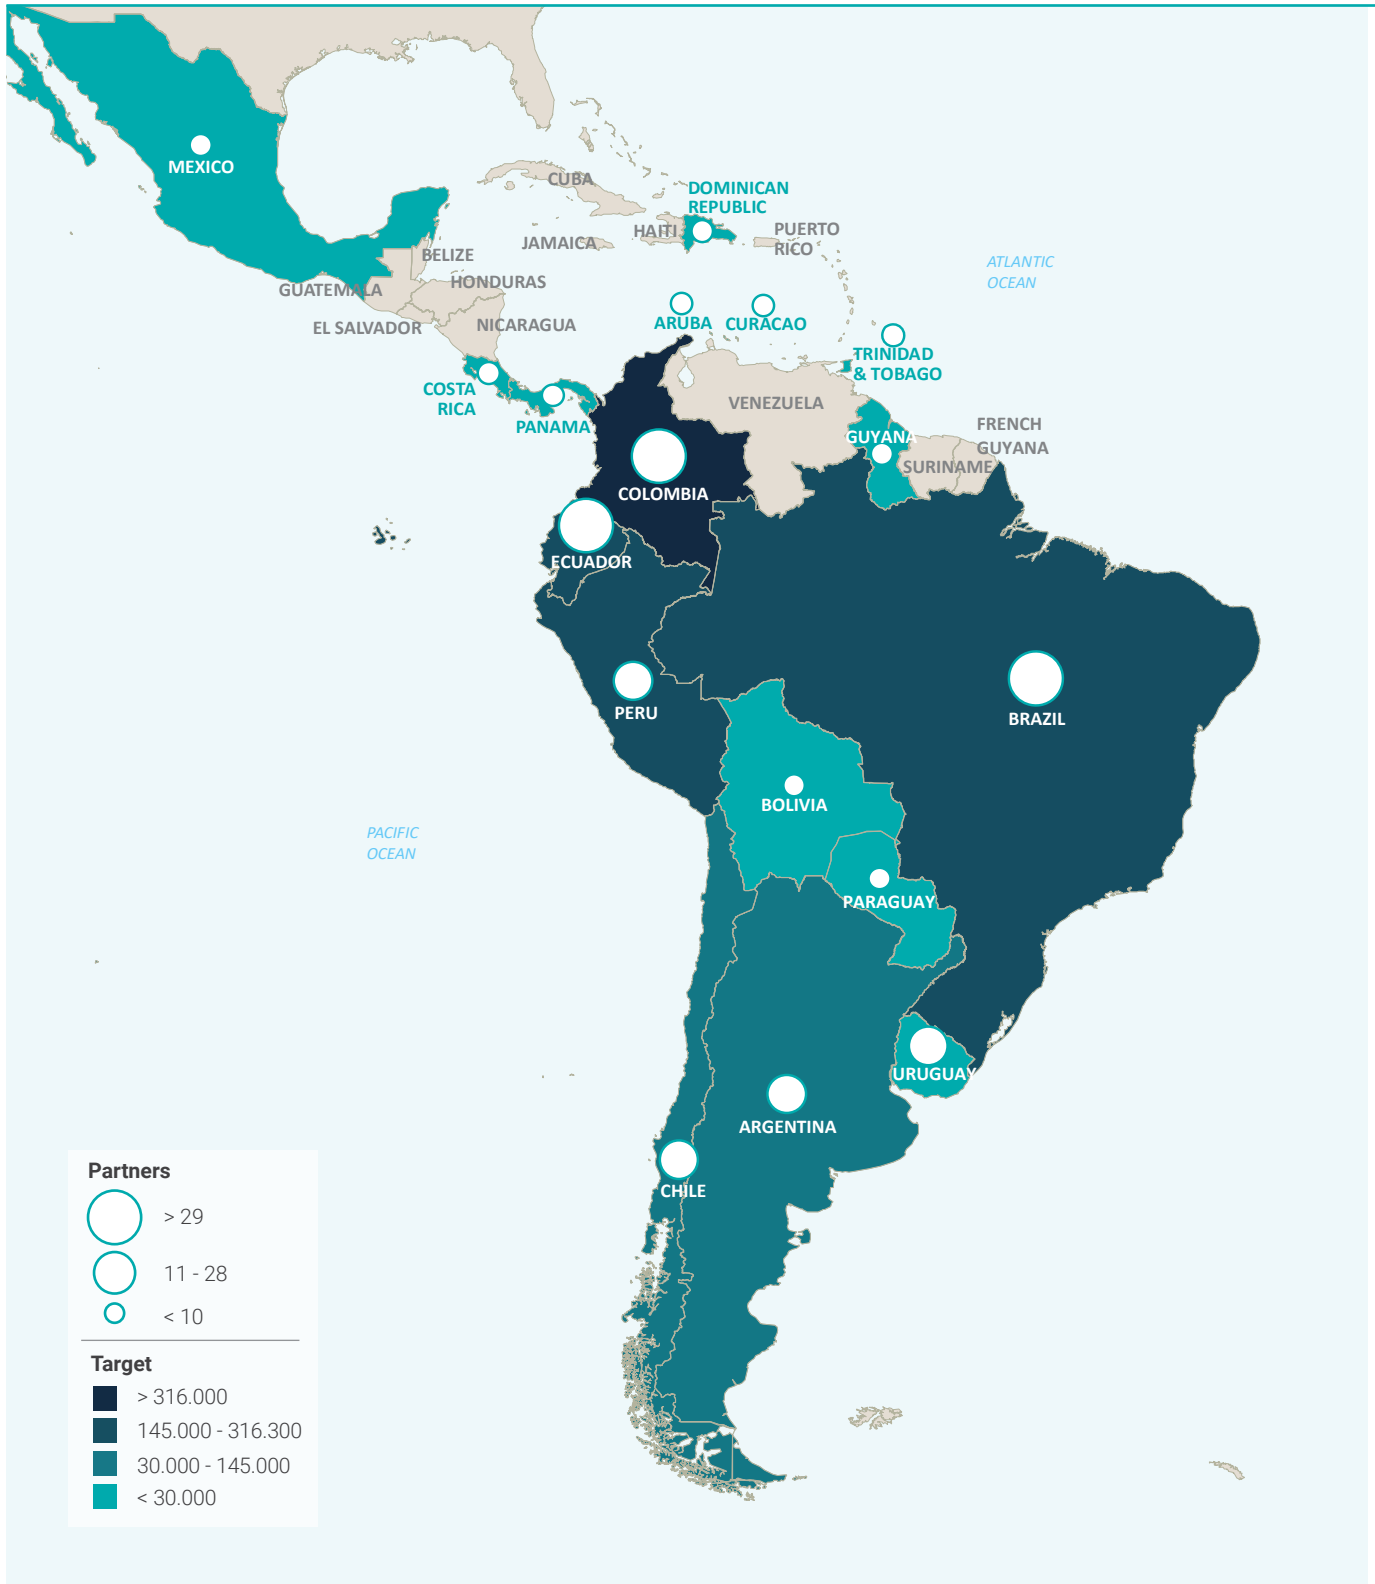 MEXICO
CUBA
DOMINICAN
REPUBLIC
HAITI
PUERTO
RICO
JAMAICA
BELIZE
ATLANTIC
OCEAN
GUATEMALA
HONDURAS
EL SALVADOR
NICARAGUA
ARUBA
CURACAO
TRINIDAD
& TOBAGO
COSTA
RICA
PANAMA
VENEZUELA
GUYANA
FRENCH
GUYANA
SURINAME
COLOMBIA
ECUADOR
PERU
BRAZIL
BOLIVIA
PACIFIC
OCEAN
PARAGUAY
URUGUAY
ARGENTINA
CHILE
Partners
> 29
11 - 28
< 10
Target
> 316.000
145.000 - 316.300
30.000 - 145.000
< 30.000